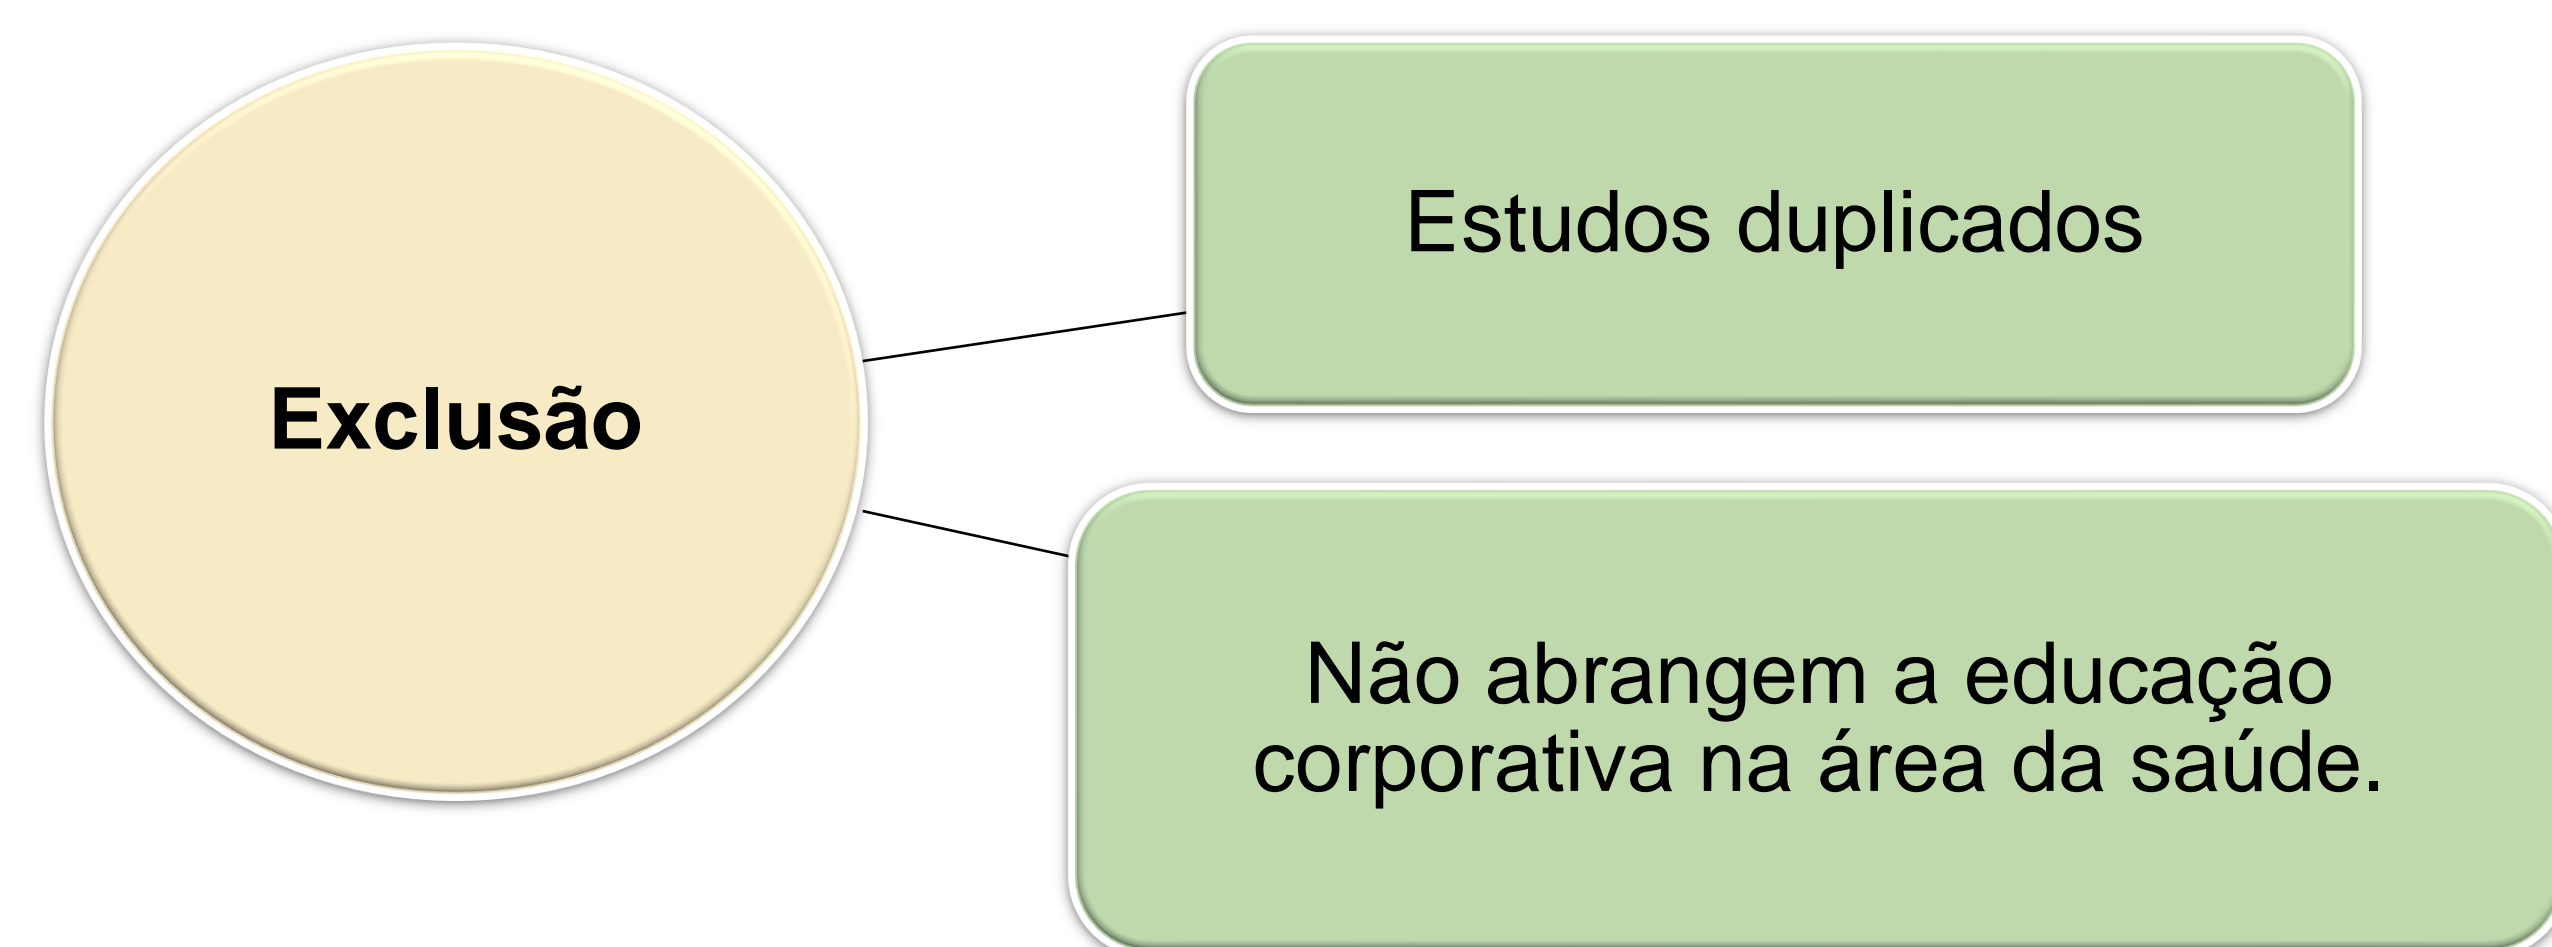 Exclusão
Estudos duplicados
Não abrangem a educação
corporativa na área da saúde.